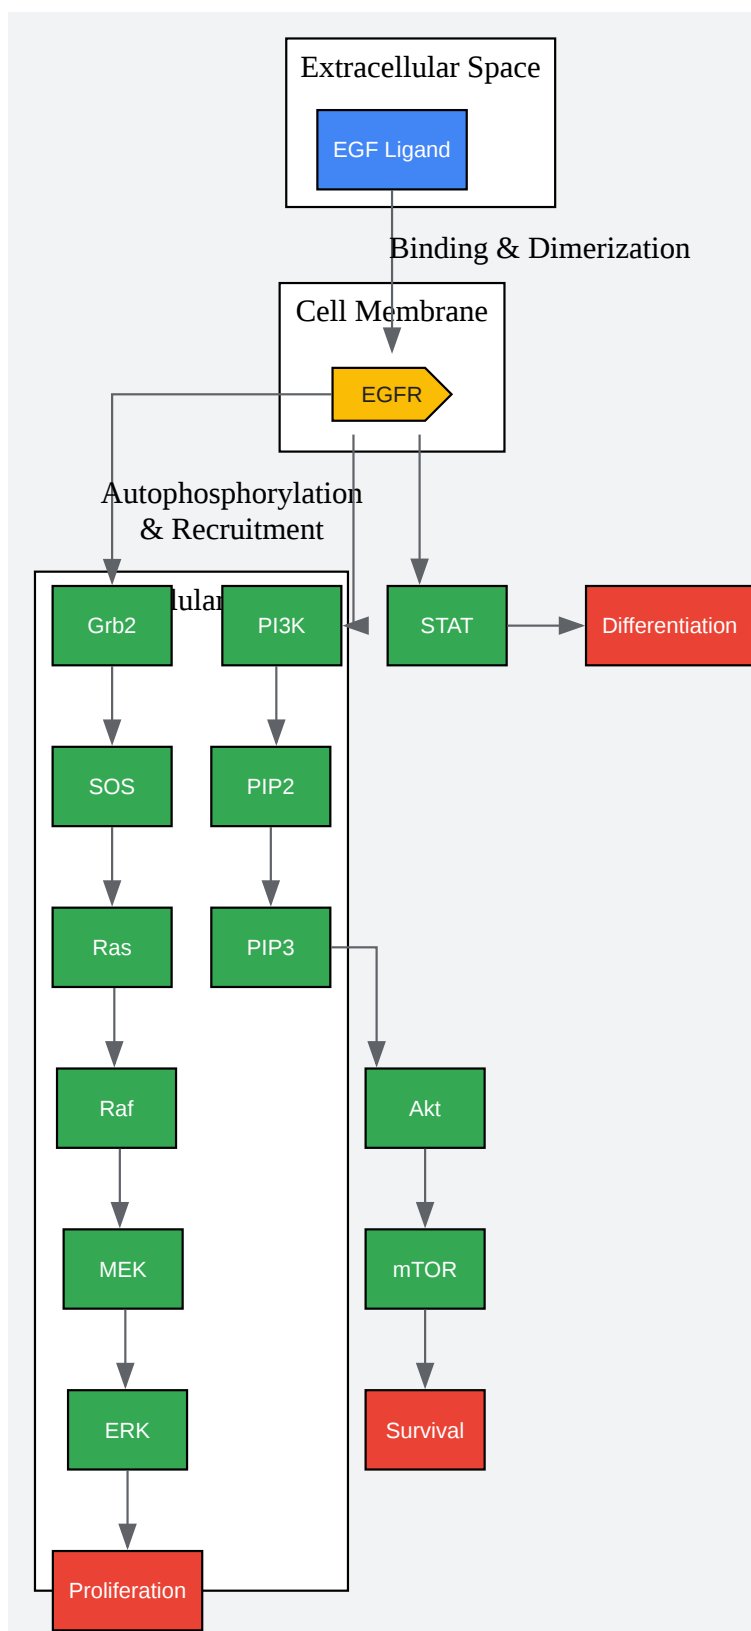 Extracellular Space
EGF Ligand
Binding & Dimerization
Cell Membrane
EGFR
Autophosphorylation
& Recruitment
Grb2
PI3K
STAT
Differentiation
SOS
PIP2
Ras
PIP3
Raf
Akt
MEK
mTOR
ERK
Survival
Proliferation